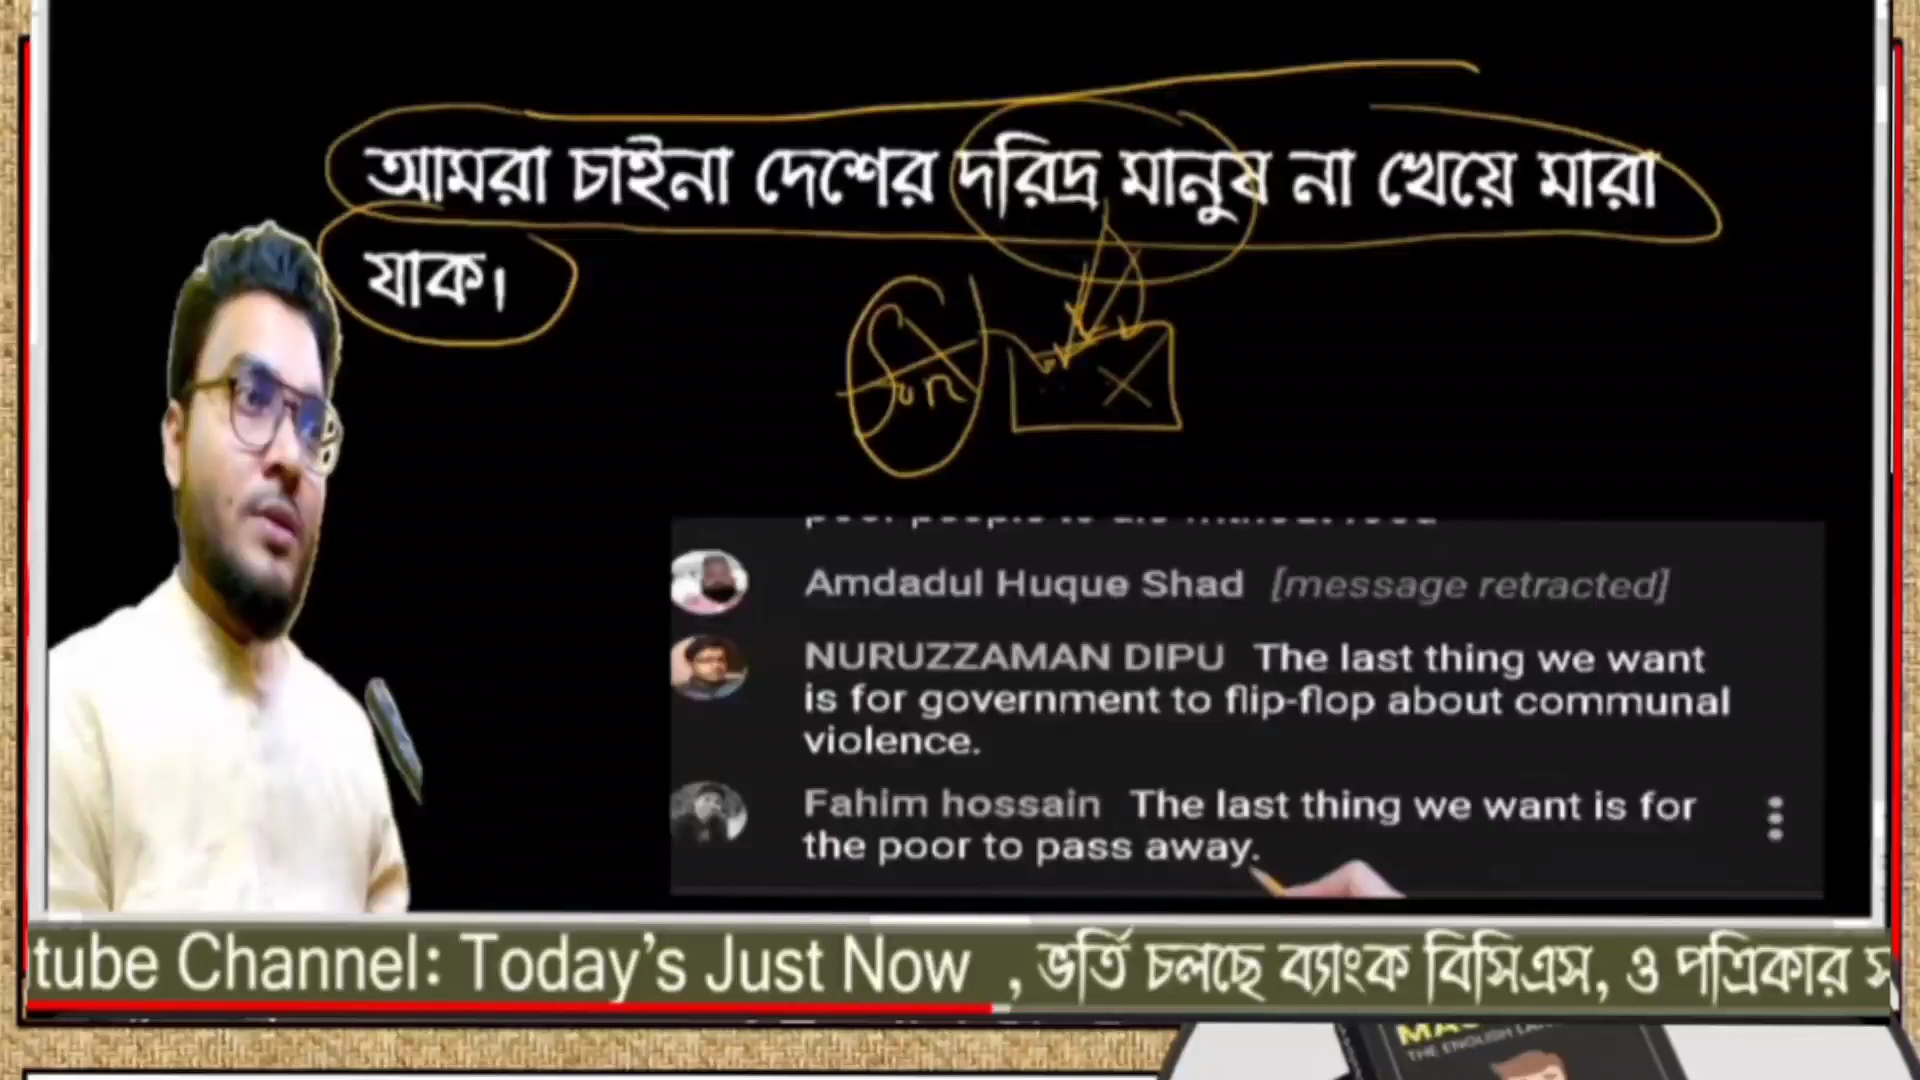 আমরা চাইনা দেশের দরিদ্র মানুষ না খেয়ে মারা
যাক।
Amdadul Huque Shad [message retracted]
NURUZZAMAN DIPU The last thing we want
is for government to flip-flop about communal
violence.
Fahim hossain The last thing we want is for
the poor to pass away.
tube Channel: Today's Just Now , ভর্তি চলছে ব্যাংক বিসিএস, ও পত্রিকার